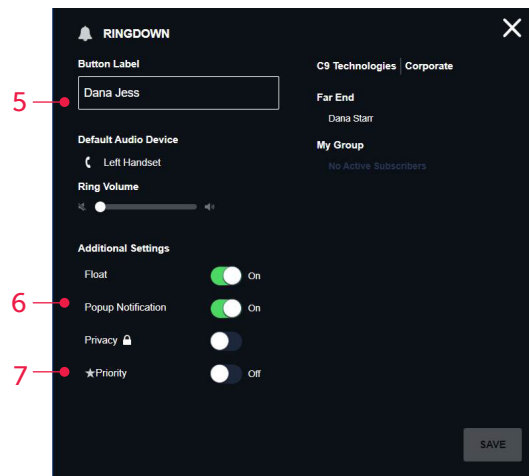 RINGDOWN
Button Label
5
Dana Jess
Default Audio Device
Left Handset
Ring Volume
Additional Settings
Float On
6 Popup Notification On
Privacy
7 ★Priority Off
C9 Technologies Corporate
Far End
Dana Starr
My Group
No Active Subscribers
SAVE